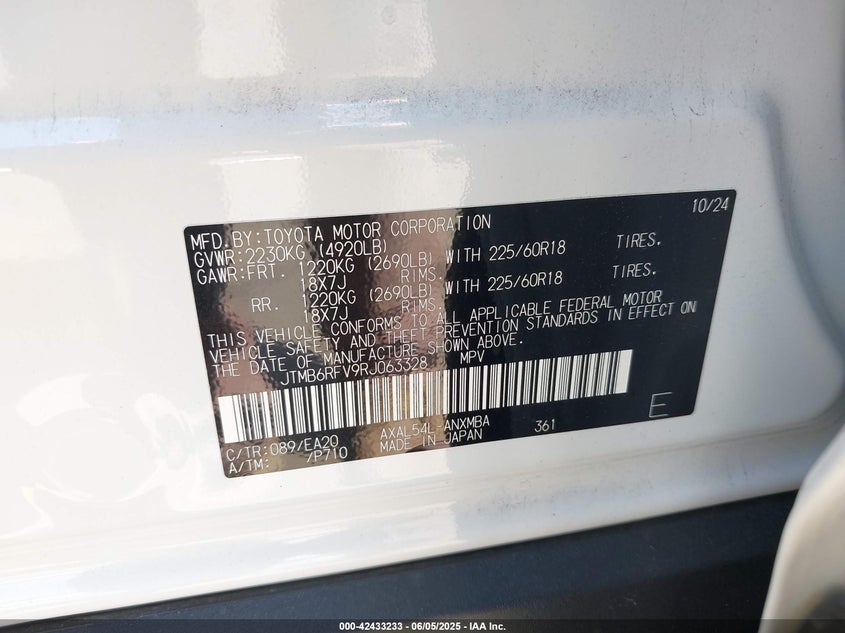 10/24
MFD.BY:TOYOTA MOTOR CORPORATION
GVWR:2230KG (4920LB)
GAWR:FRT. 1220KG (2690LB) WITH 225/60R18 TIRES.
18X7J RIMS
RR. 1220KG (2690LB) WITH 225/60R18 TIRES.
18X7J RIMS
THIS VEHICLE CONFORMS TO ALL APPLICABLE FEDERAL MOTOR
VEHICLE SAFETY AND THEFT PREVENTION STANDARDS IN EFFECT ON
THE DATE OF MANUFACTURE SHOWN ABOVE.
JTMB6RFV9RJ063328 MPV
C/TR:089/EA20 AXAL54L-ANXMBA 361 E
A/TM: /P710 MADE IN JAPAN
000-42433233 / 06/05/2025 - IAA Inc.